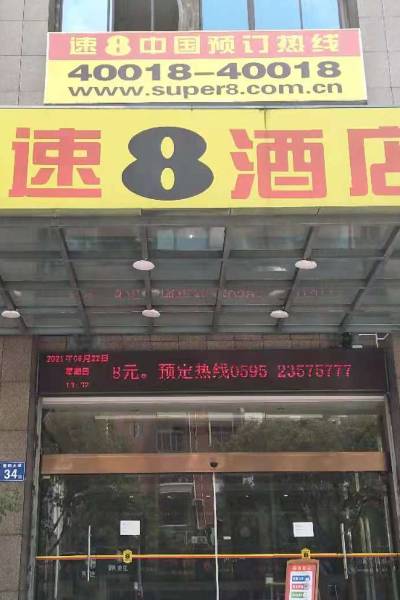 速8中国预订热线
40018-40018
www.super8.com.cn
速8酒店
2021年08月22日
星期日
8元。预定热线0595 23575777
34